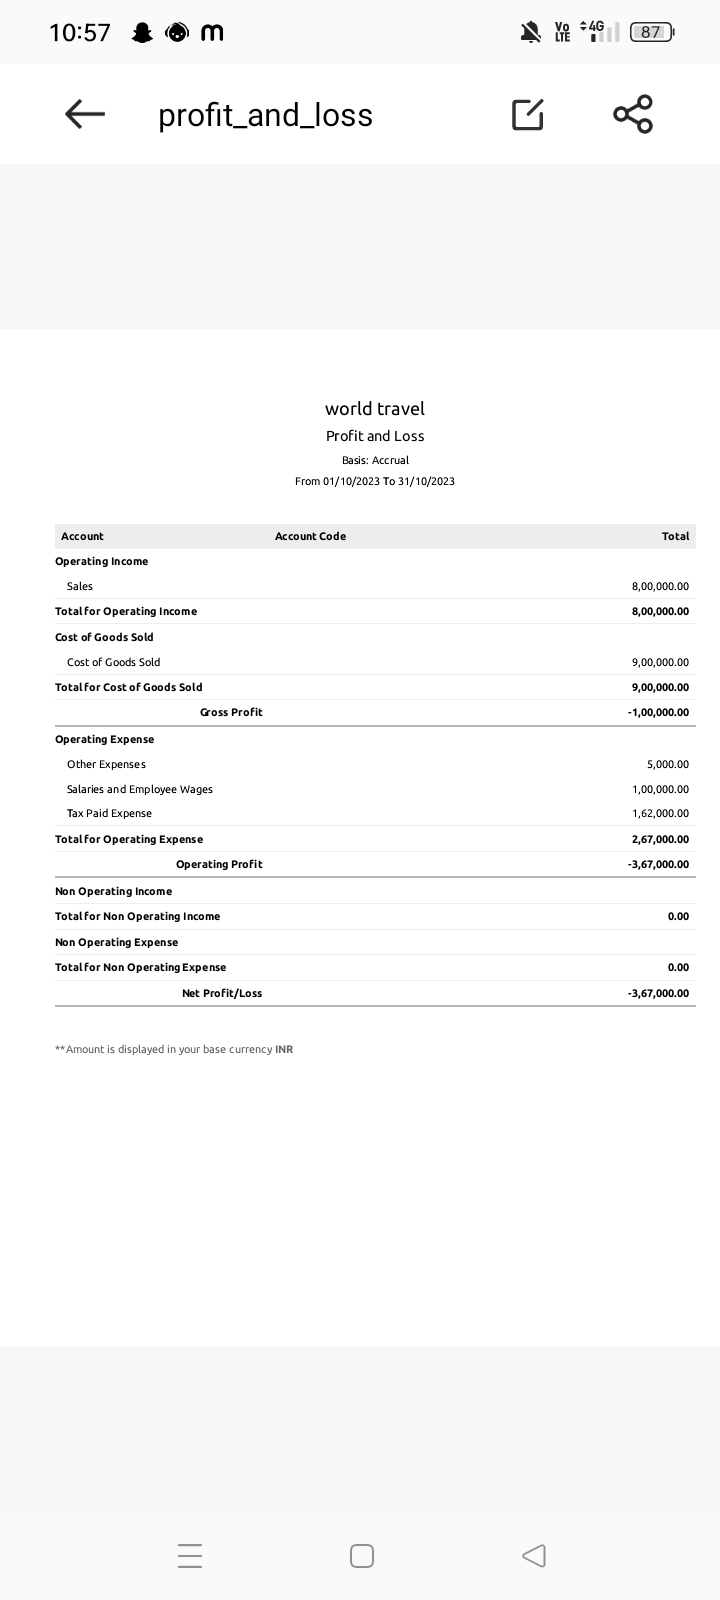 10:57 m Vo LTE 4G 87
profit_and_loss
world travel
Profit and Loss
Basis: Accrual
From 01/10/2023 To 31/10/2023
Account Account Code Total
Operating Income
Sales 8,00,000.00
Total for Operating Income 8,00,000.00
Cost of Goods Sold
Cost of Goods Sold 9,00,000.00
Total for Cost of Goods Sold 9,00,000.00
Gross Profit -1,00,000.00
Operating Expense
Other Expenses 5,000.00
Salaries and Employee Wages 1,00,000.00
Tax Paid Expense 1,62,000.00
Total for Operating Expense 2,67,000.00
Operating Profit -3,67,000.00
Non Operating Income
Total for Non Operating Income 0.00
Non Operating Expense
Total for Non Operating Expense 0.00
Net Profit/Loss -3,67,000.00
**Amount is displayed in your base currency INR